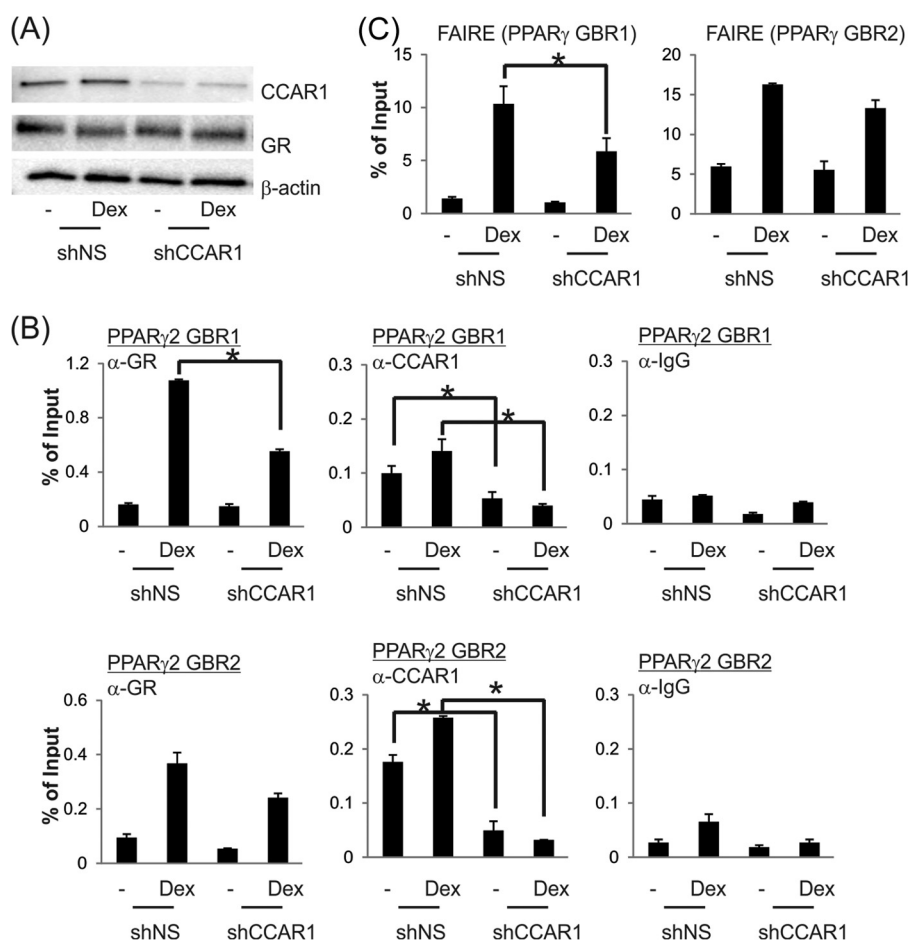 (A)
CCAR1
GR
β-actin
- Dex - Dex
shNS shCCAR1
(C)
FAIRE (PPARγ GBR1)
% of Input
15
10
5
0
*
- Dex - Dex
shNS shCCAR1
FAIRE (PPARγ GBR2)
20
15
10
5
0
- Dex - Dex
shNS shCCAR1
(B)
PPARγ2 GBR1
α-GR
% of Input
1.2
0.8
0.4
0
*
- Dex - Dex
shNS shCCAR1
PPARγ2 GBR1
α-CCAR1
0.3
0.2
0.1
0
*
*
- Dex - Dex
shNS shCCAR1
PPARγ2 GBR1
α-IgG
0.3
0.2
0.1
0
- Dex - Dex
shNS shCCAR1
PPARγ2 GBR2
α-GR
% of Input
0.6
0.4
0.2
0
- Dex - Dex
shNS shCCAR1
PPARγ2 GBR2
α-CCAR1
0.3
0.2
0.1
0
*
*
- Dex - Dex
shNS shCCAR1
PPARγ2 GBR2
α-IgG
0.3
0.2
0.1
0
- Dex - Dex
shNS shCCAR1